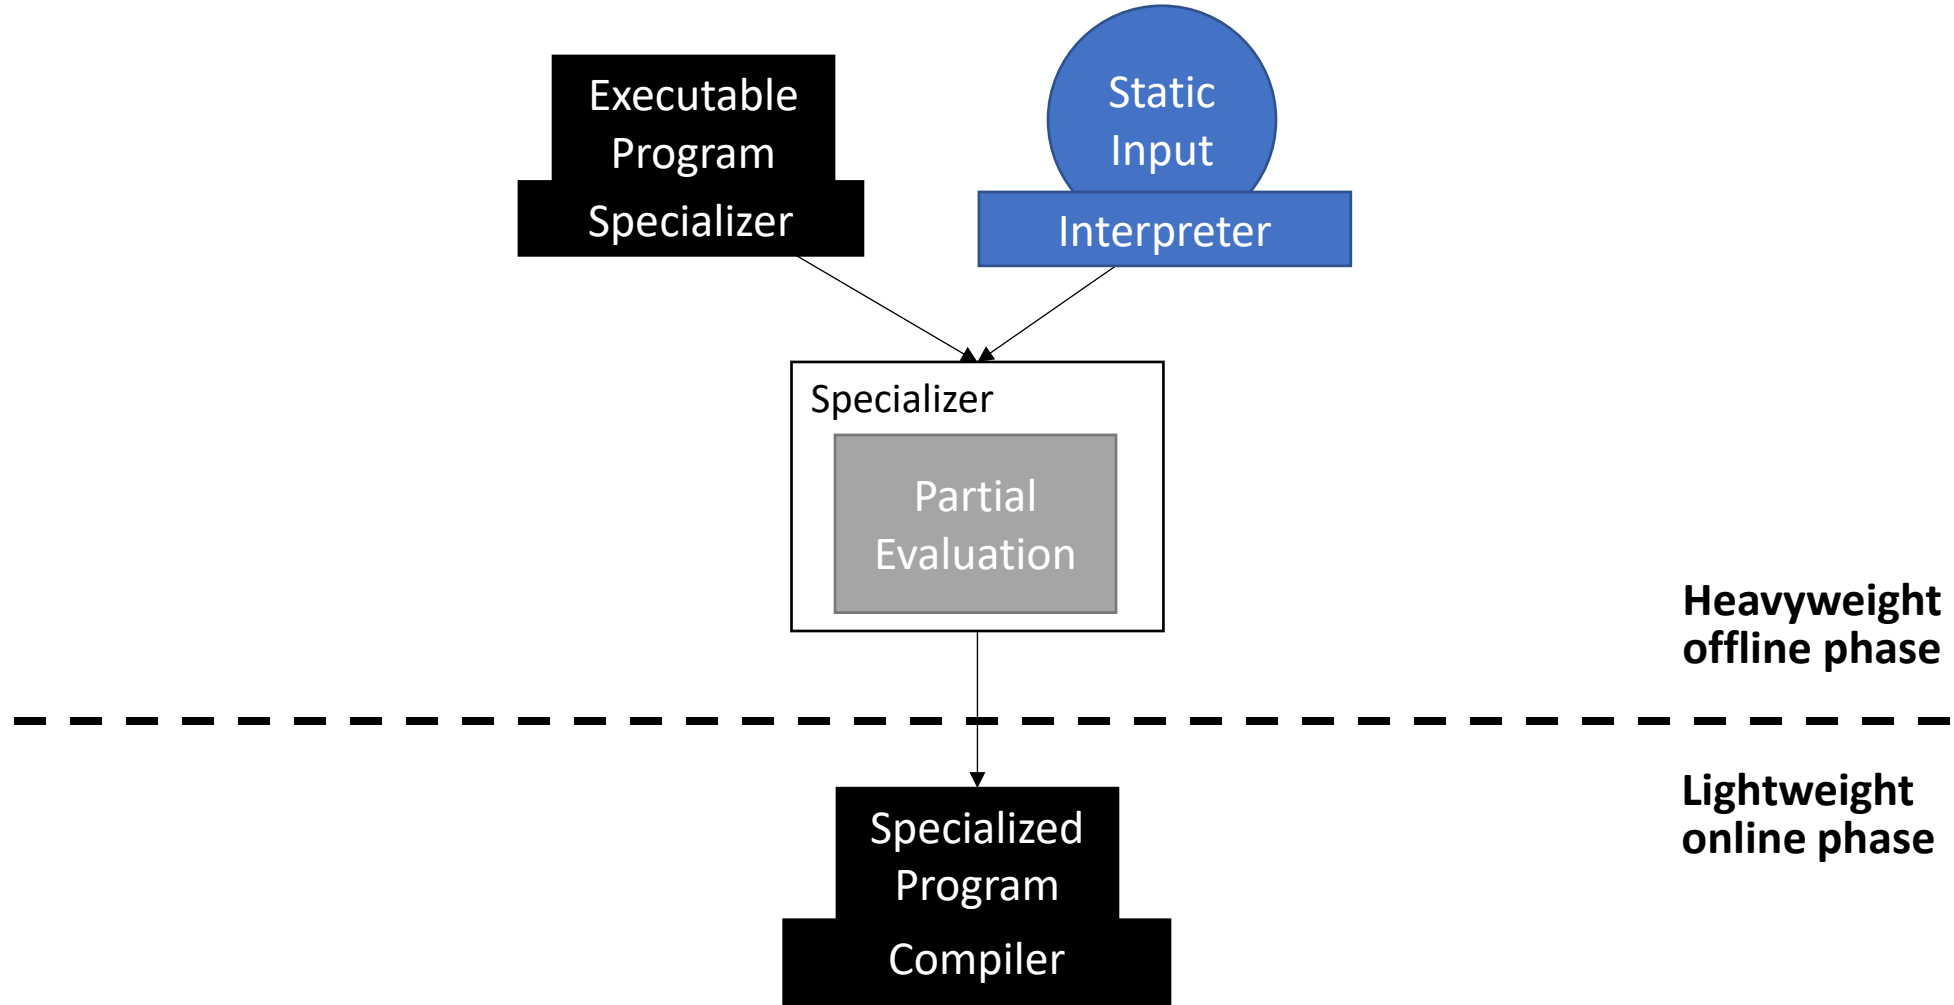 Executable
Program
Specializer
Static
Input
Interpreter
Specializer
Partial
Evaluation
Heavyweight
offline phase
Lightweight
online phase
Specialized
Program
Compiler